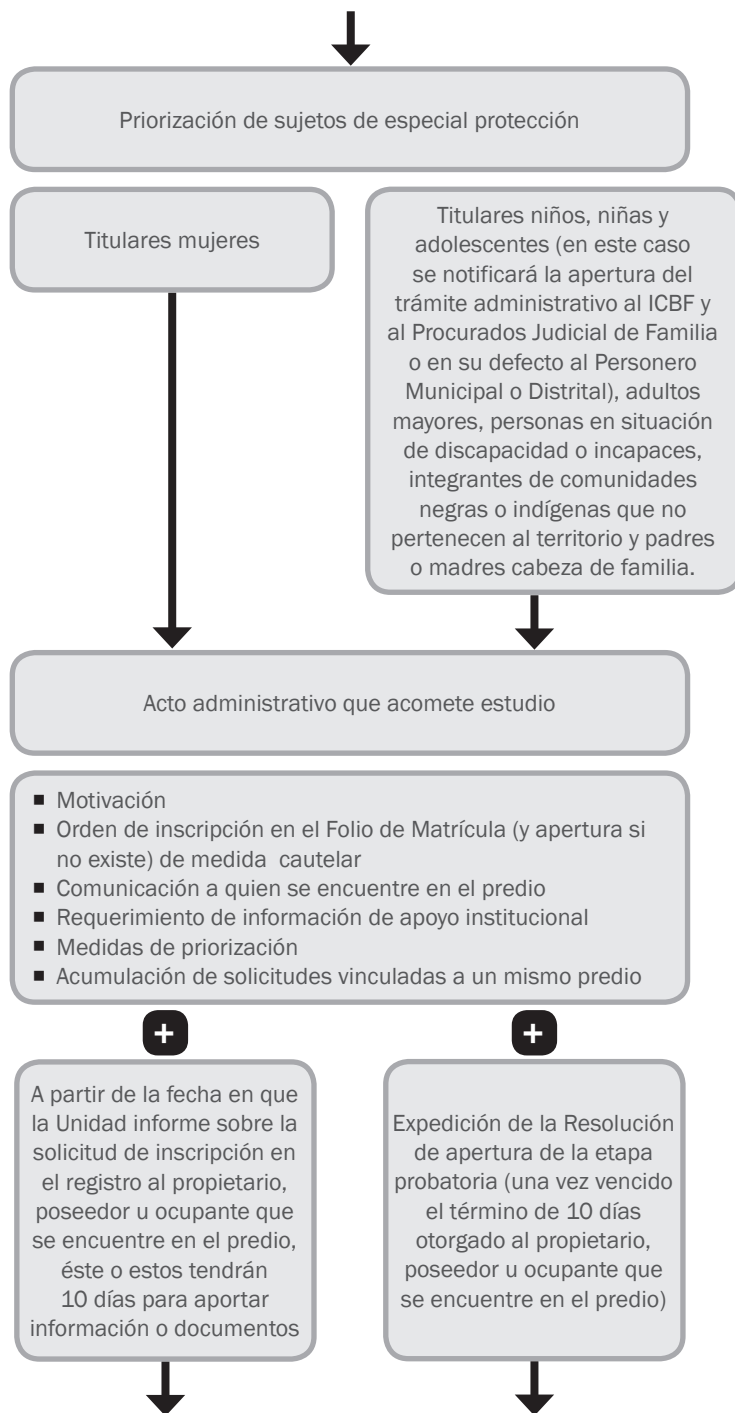 Priorización de sujetos de especial protección
Titulares mujeres
Titulares niños, niñas y
adolescentes (en este caso
se notificará la apertura del
trámite administrativo al ICBF y
al Procurados Judicial de Familia
o en su defecto al Personero
Municipal o Distrital), adultos
mayores, personas en situación
de discapacidad o incapaces,
integrantes de comunidades
negras o indígenas que no
pertenecen al territorio y padres
o madres cabeza de familia.
Acto administrativo que acomete estudio
■ Motivación
■ Orden de inscripción en el Folio de Matrícula (y apertura si
no existe) de medida cautelar
■ Comunicación a quien se encuentre en el predio
■ Requerimiento de información de apoyo institucional
■ Medidas de priorización
■ Acumulación de solicitudes vinculadas a un mismo predio
+
+
A partir de la fecha en que
la Unidad informe sobre la
solicitud de inscripción en
el registro al propietario,
poseedor u ocupante que
se encuentre en el predio,
éste o estos tendrán
10 días para aportar
información o documentos
Expedición de la Resolución
de apertura de la etapa
probatoria (una vez vencido
el término de 10 días
otorgado al propietario,
poseedor u ocupante que
se encuentre en el predio)